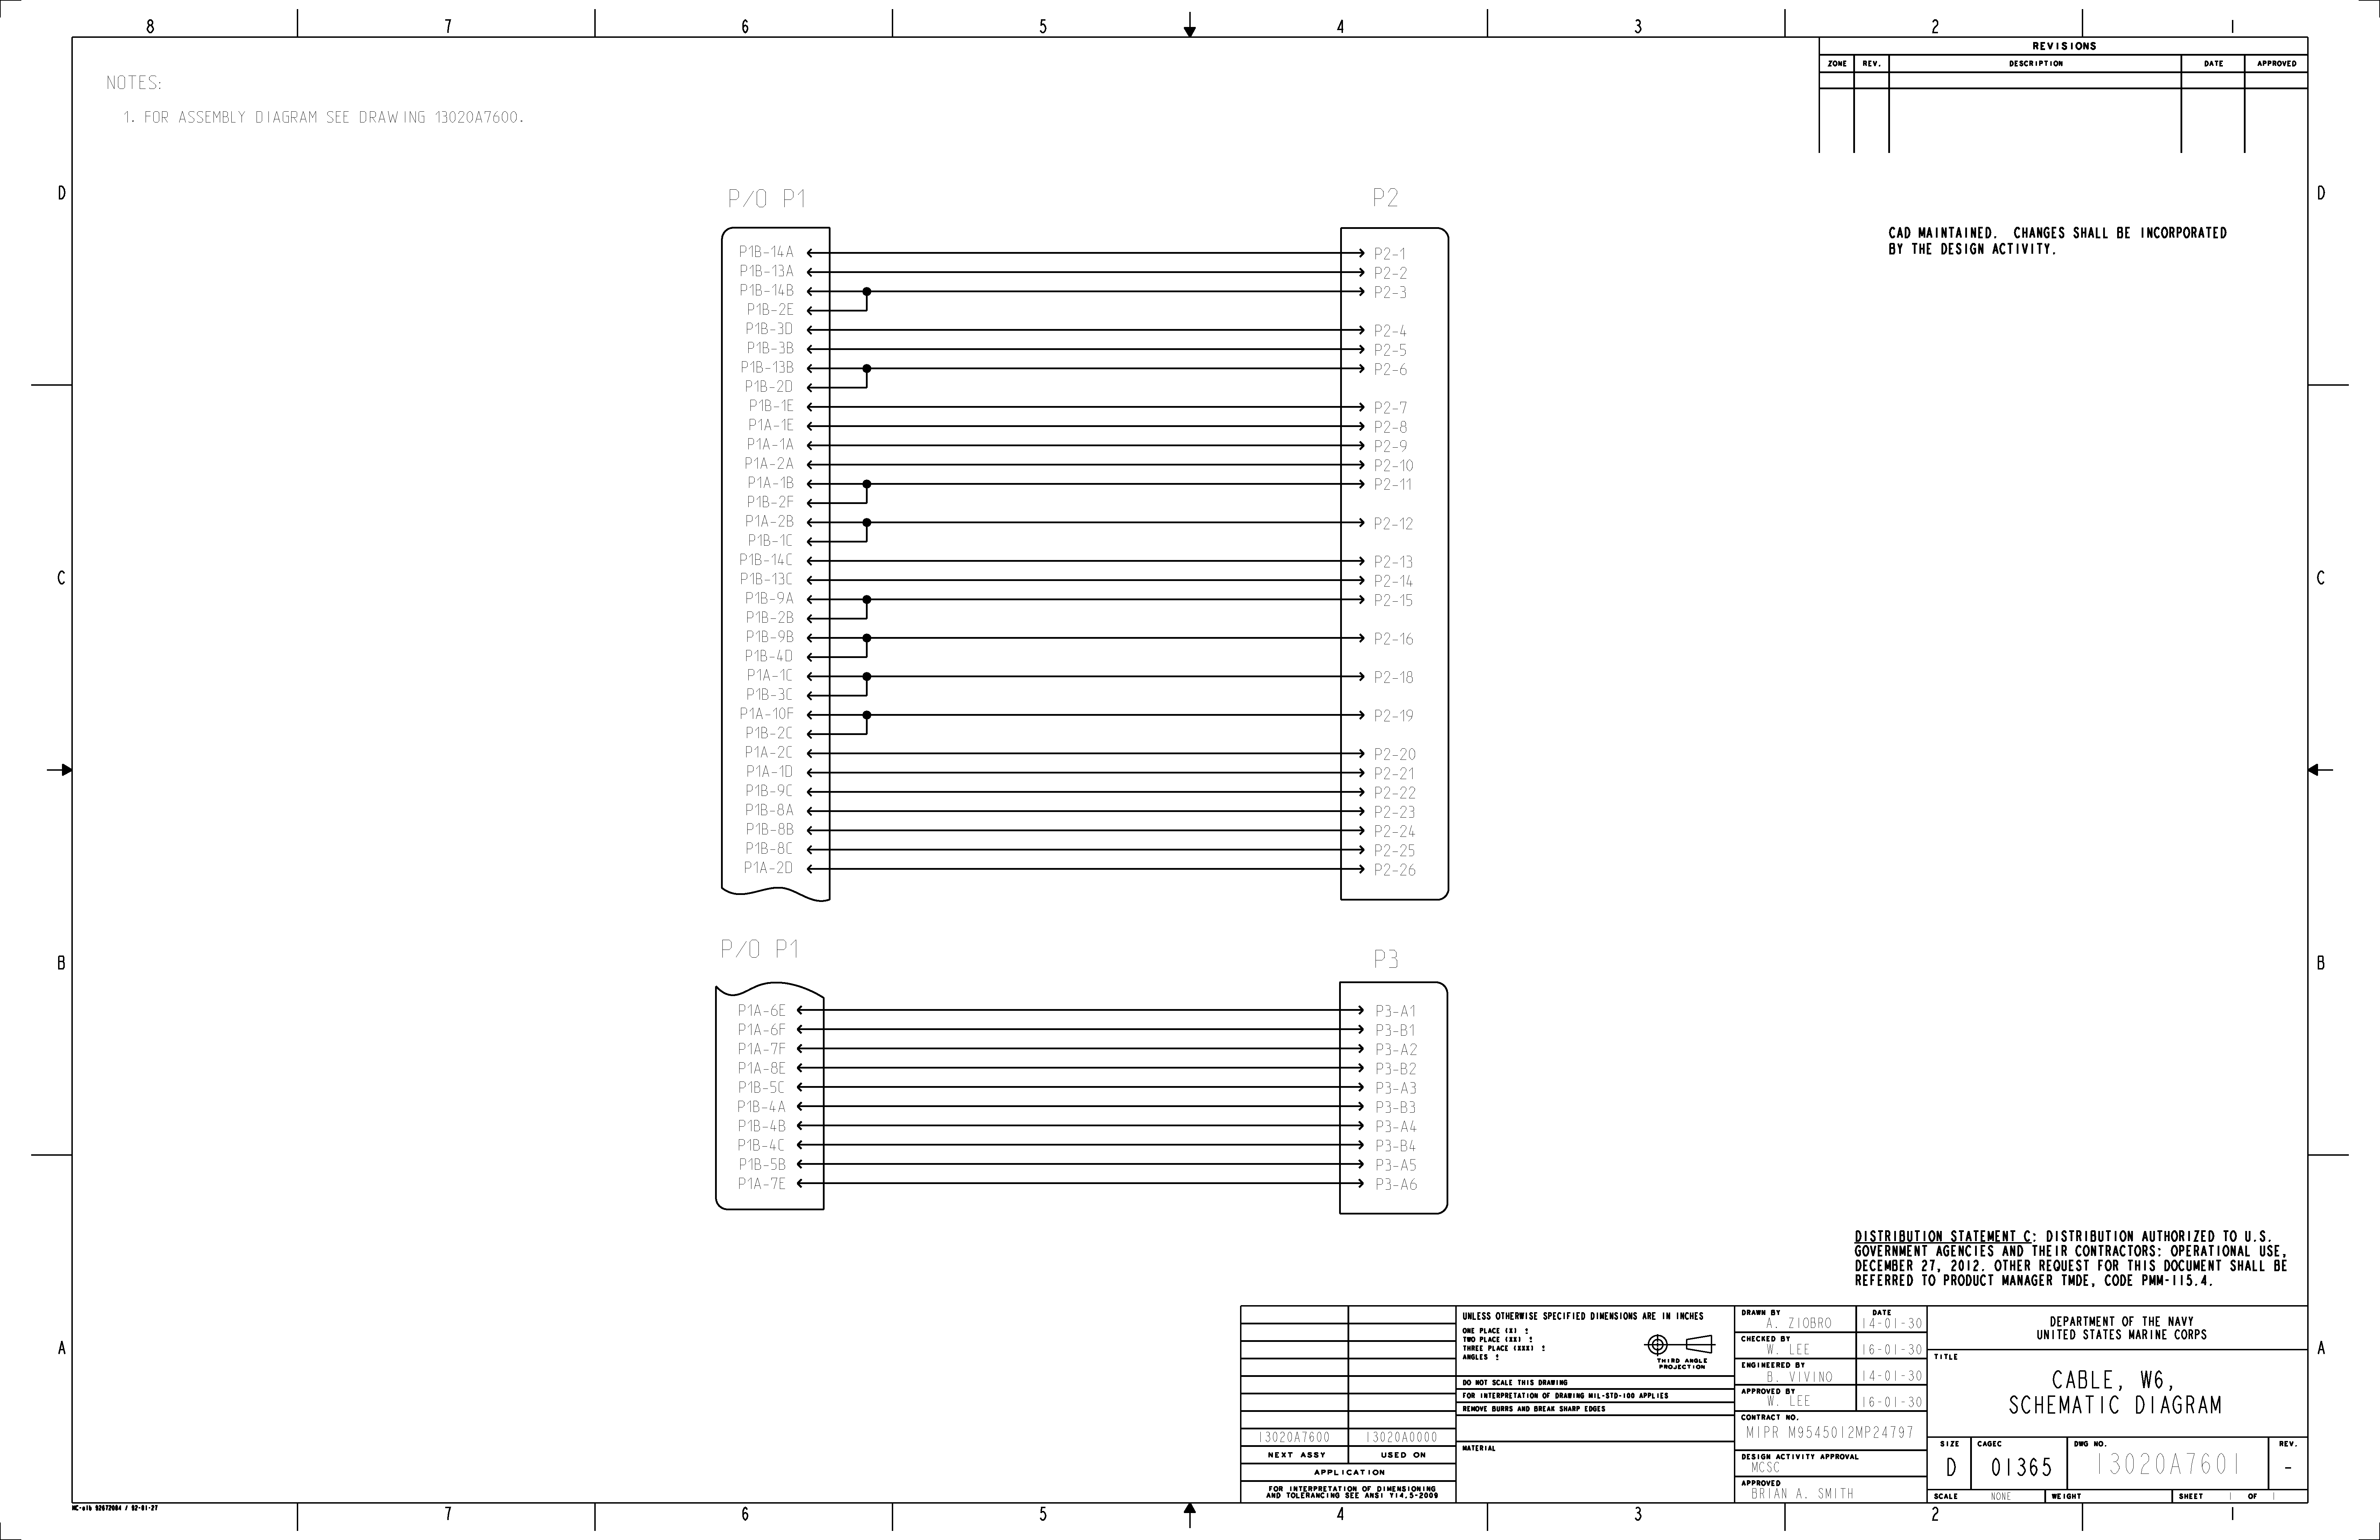 8 7 6 5 4 3 2 1
REVISIONS
ZONE REV. DESCRIPTION DATE APPROVED
NOTES:
1. FOR ASSEMBLY DIAGRAM SEE DRAWING 13020A7600.
D D
CAD MAINTAINED. CHANGES SHALL BE INCORPORATED
BY THE DESIGN ACTIVITY.
P/O P1 P2
P1B-14A P2-1
P1B-13A P2-2
P1B-14B P2-3
P1B-2E
P1B-3D P2-4
P1B-3B P2-5
P1B-13B P2-6
P1B-2D
P1B-1E P2-7
P1A-1E P2-8
P1A-1A P2-9
P1A-2A P2-10
P1A-1B P2-11
P1B-2F
P1A-2B P2-12
P1B-1C
P1B-14C P2-13
C C
P1B-13C P2-14
P1B-9A P2-15
P1B-2B
P1B-9B P2-16
P1B-4D
P1A-1C P2-18
P1B-3C
P1A-10F P2-19
P1B-2C
P1A-2C P2-20
P1A-1D P2-21
P1B-9C P2-22
P1B-8A P2-23
P1B-8B P2-24
P1B-8C P2-25
P1A-2D P2-26
P/O P1 P3
B B
P1A-6E P3-A1
P1A-6F P3-B1
P1A-7F P3-A2
P1A-8E P3-B2
P1B-5C P3-A3
P1B-4A P3-B3
P1B-4B P3-A4
P1B-4C P3-B4
P1B-5B P3-A5
P1A-7E P3-A6
DISTRIBUTION STATEMENT C: DISTRIBUTION AUTHORIZED TO U.S.
GOVERNMENT AGENCIES AND THEIR CONTRACTORS: OPERATIONAL USE,
DECEMBER 27, 2012. OTHER REQUEST FOR THIS DOCUMENT SHALL BE
REFERRED TO PRODUCT MANAGER TMDE, CODE PMM-115.4.
A A
13020A7600 13020A0000
NEXT ASSY USED ON
APPLICATION
FOR INTERPRETATION OF DIMENSIONING
AND TOLERANCING SEE ANSI Y14.5-2009
UNLESS OTHERWISE SPECIFIED DIMENSIONS ARE IN INCHES
ONE PLACE (X) ±
TWO PLACE (XX) ±
THREE PLACE (XXX) ±
ANGLES ±
THIRD ANGLE
PROJECTION
DO NOT SCALE THIS DRAWING
FOR INTERPRETATION OF DRAWING MIL-STD-100 APPLIES
REMOVE BURRS AND BREAK SHARP EDGES
MATERIAL
DRAWN BY DATE
A. ZIOBRO 14-01-30
CHECKED BY
W. LEE 16-01-30
ENGINEERED BY
B. VIVINO 14-01-30
APPROVED BY
W. LEE 16-01-30
CONTRACT NO.
MIPR M9545012MP24797
DESIGN ACTIVITY APPROVAL
MCSC
APPROVED
BRIAN A. SMITH
DEPARTMENT OF THE NAVY
UNITED STATES MARINE CORPS
TITLE
CABLE, W6,
SCHEMATIC DIAGRAM
SIZE CAGEC DWG NO. REV.
D 01365 13020A7601 -
SCALE NONE WEIGHT SHEET 1 OF 1
7 6 5 4 3 2 1